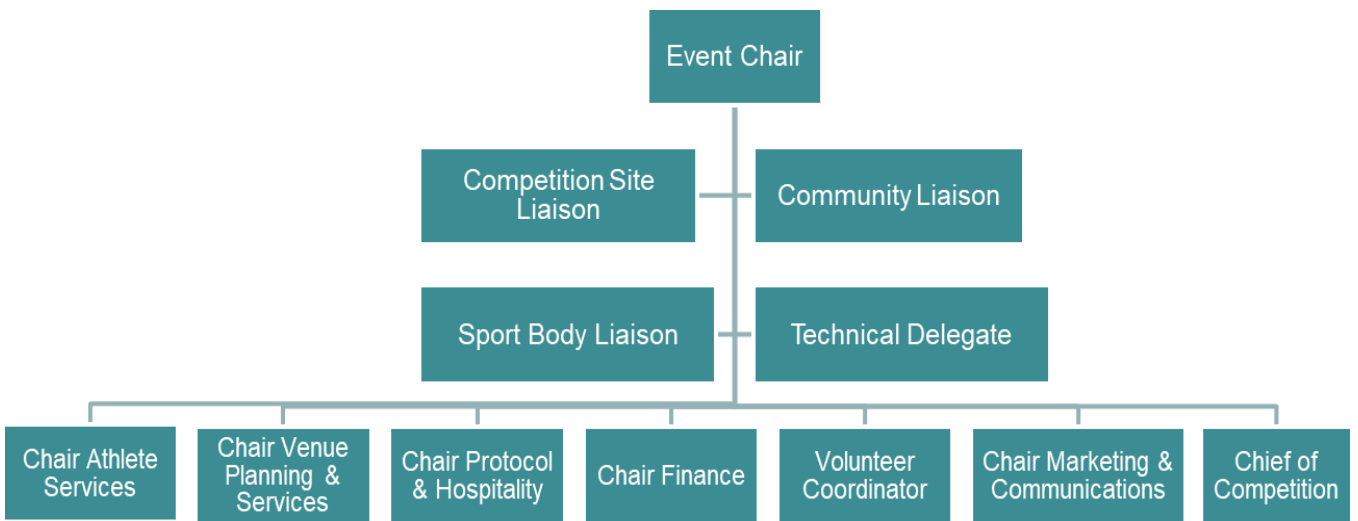 Event Chair
Competition Site
Liaison
Community Liaison
Sport Body Liaison
Technical Delegate
Chair Athlete
Services
Chair Venue
Planning &
Services
Chair Protocol
& Hospitality
Chair Finance
Volunteer
Coordinator
Chair Marketing &
Communications
Chief of
Competition